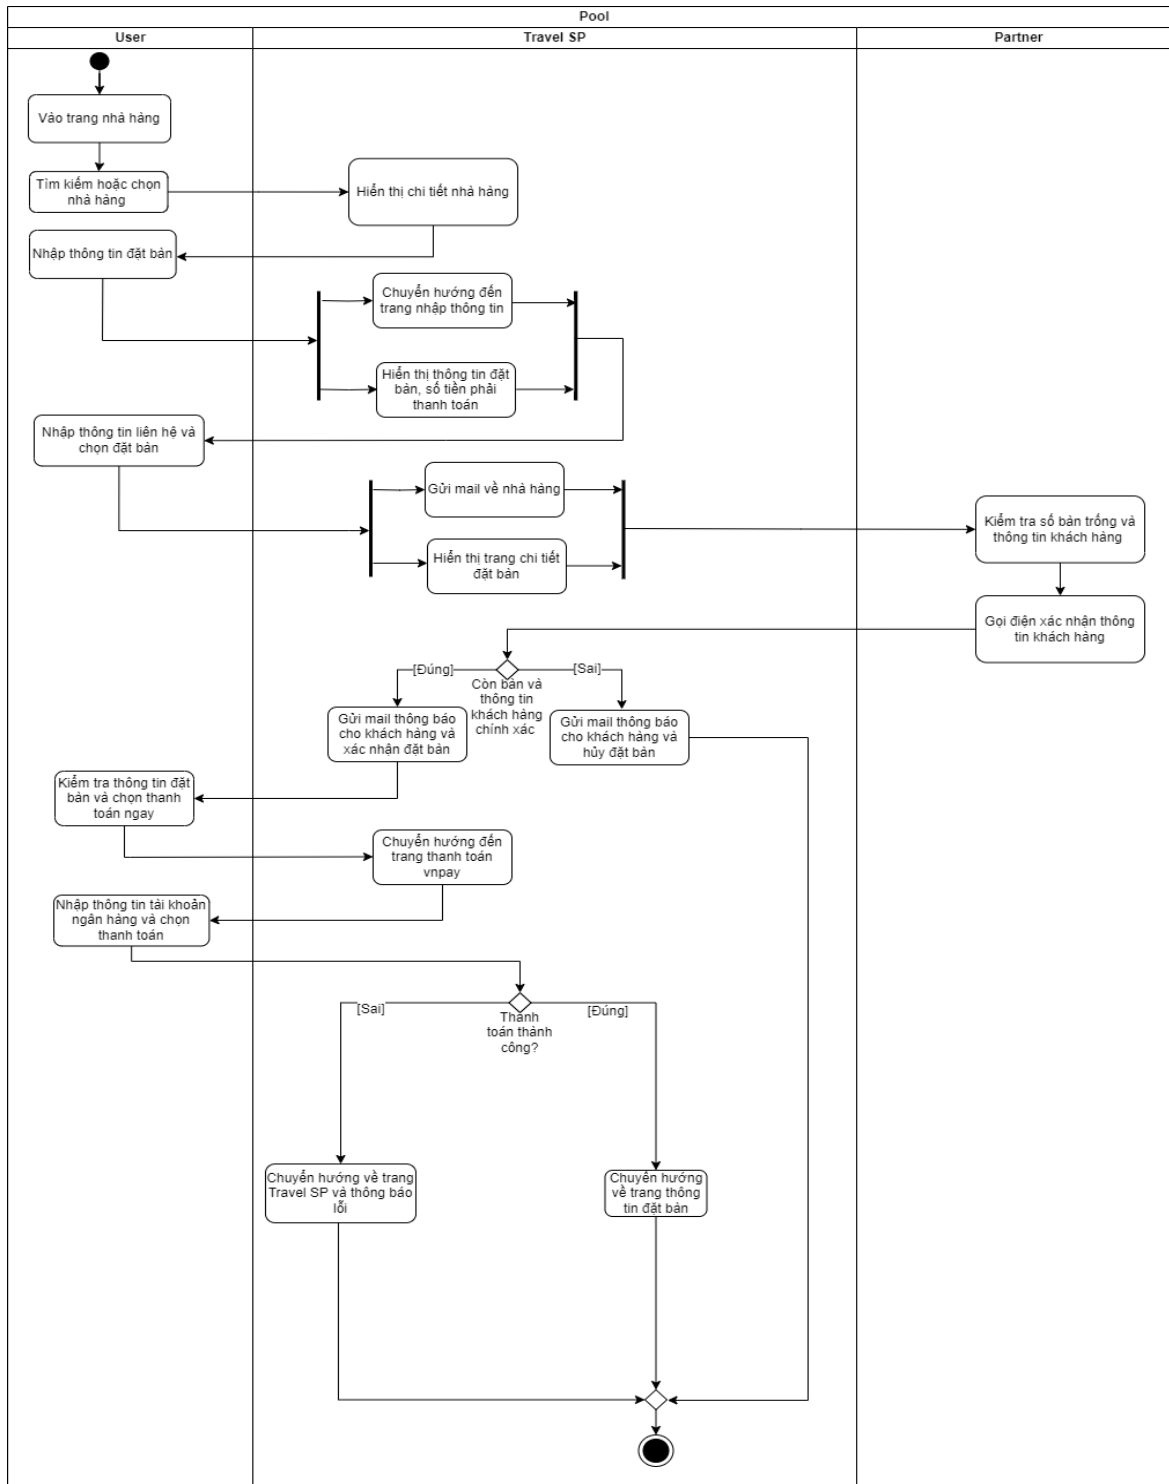 Pool
User
Travel SP
Partner
Vào trang nhà hàng
Tìm kiếm hoặc chọn
nhà hàng
Hiển thị chi tiết nhà hàng
Nhập thông tin đặt bàn
Chuyển hướng đến
trang nhập thông tin
Hiển thị thông tin đặt
bàn, số tiền phải
thanh toán
Nhập thông tin liên hệ và
chọn đặt bàn
Gửi mail về nhà hàng
Hiển thị trang chi tiết
đặt bàn
Kiểm tra số bàn trống và
thông tin khách hàng
Gọi điện xác nhận thông
tin khách hàng
[Đúng]
[Sai]
Còn bàn và
thông tin
khách hàng
chính xác
Gửi mail thông báo
cho khách hàng và
xác nhận đặt bàn
Gửi mail thông báo
cho khách hàng và
hủy đặt bàn
Kiểm tra thông tin đặt
bàn và chọn thanh
toán ngay
Chuyển hướng đến
trang thanh toán
vnpay
Nhập thông tin tài khoản
ngân hàng và chọn
thanh toán
[Sai]
[Đúng]
Thanh
toán thành
công?
Chuyển hướng về trang
Travel SP và thông báo
lỗi
Chuyển hướng
về trang thông
tin đặt bàn